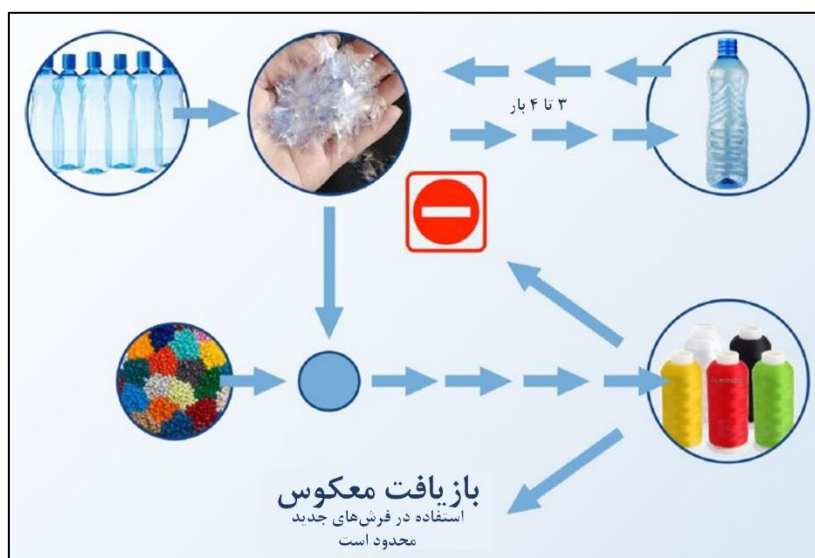 ۳ تا ۴ بار
بازیافت معکوس
استفاده در فرش‌های جدید
محدود است